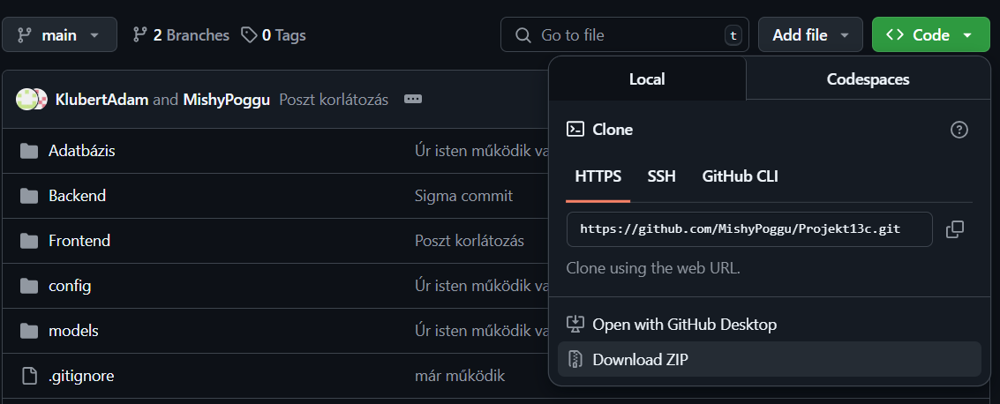 main 2 Branches 0 Tags Go to file t Add file Code
Local Codespaces
KlubertAdam and MishyPoggu Poszt korlátozás
Clone
Adatbázis Úr isten működik va
HTTPS SSH GitHub CLI
Backend Sigma commit
https://github.com/MishyPoggu/Projekt13c.git
Frontend Poszt korlátozás
Clone using the web URL.
config Úr isten működik va
models Úr isten működik va
Open with GitHub Desktop
Download ZIP
.gitignore már működik